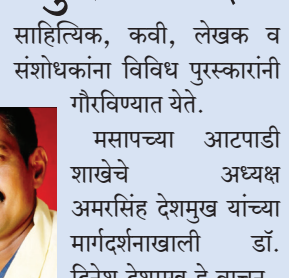 साहित्यिक, कवी, लेखक व
संशोधकांना विविध पुरस्कारांनी
गौरविण्यात येते.
मसापच्या आटपाडी
शाखेचे अध्यक्ष
अमरसिंह देशमुख यांच्या
मार्गदर्शनाखाली डॉ.